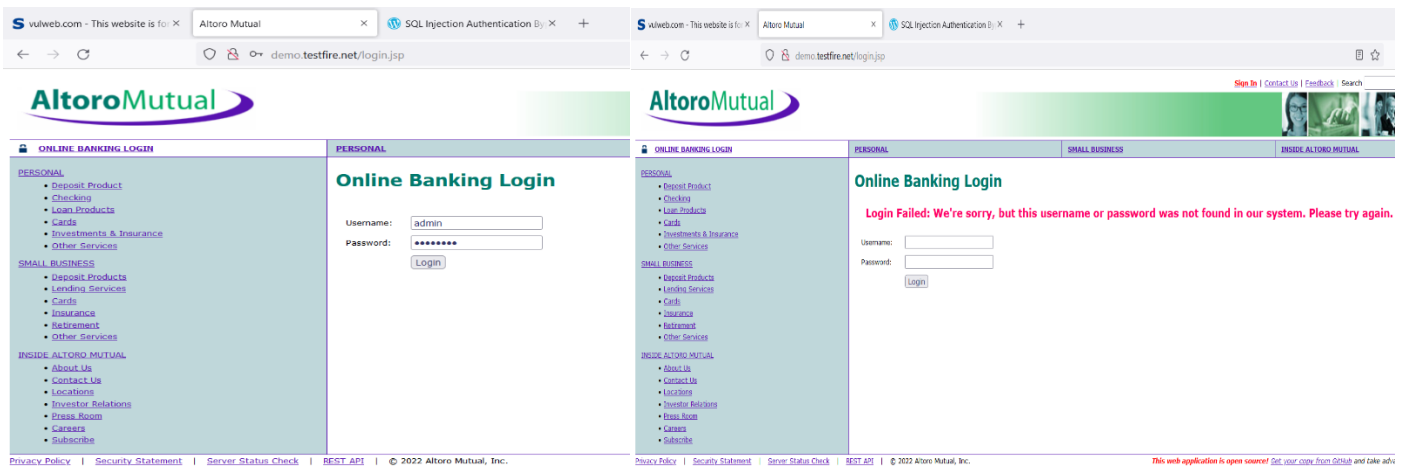 vulweb.com - This website is for
Altoro Mutual
SQL Injection Authentication By
demo.testfire.net/login.jsp
AltoroMutual
ONLINE BANKING LOGIN
PERSONAL
PERSONAL
Deposit Product
Checking
Loan Products
Cards
Investments & Insurance
Other Services
SMALL BUSINESS
Deposit Products
Lending Services
Cards
Insurance
Retirement
Other Services
INSIDE ALTORO MUTUAL
About Us
Contact Us
Locations
Investor Relations
Press Room
Careers
Subscribe
Online Banking Login
Username: admin
Password: ••••••••
Login
Privacy Policy | Security Statement | Server Status Check | REST API | © 2022 Altoro Mutual, Inc.
vulweb.com - This website is for
Altoro Mutual
SQL Injection Authentication By
demo.testfire.net/login.jsp
Sign In | Contact Us | Feedback | Search
AltoroMutual
ONLINE BANKING LOGIN
PERSONAL
SMALL BUSINESS
INSIDE ALTORO MUTUAL
PERSONAL
Deposit Product
Checking
Loan Products
Cards
Investments & Insurance
Other Services
SMALL BUSINESS
Deposit Products
Lending Services
Cards
Insurance
Retirement
Other Services
INSIDE ALTORO MUTUAL
About Us
Contact Us
Locations
Investor Relations
Press Room
Careers
Subscribe
Online Banking Login
Login Failed: We're sorry, but this username or password was not found in our system. Please try again.
Username:
Password:
Login
Privacy Policy | Security Statement | Server Status Check | REST API | © 2022 Altoro Mutual, Inc.
This web application is open source! Get your copy from GitHub and take adva